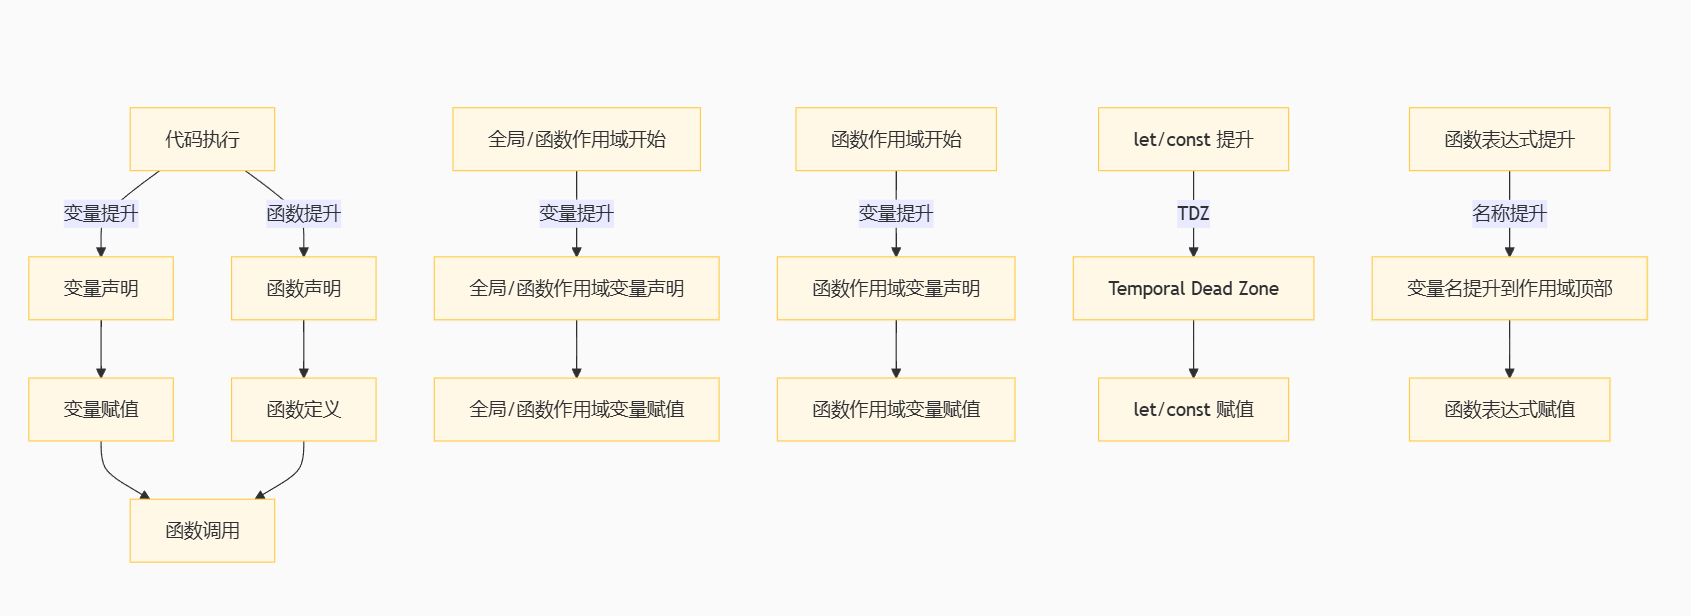 代码执行
全局/函数作用域开始
函数作用域开始
let/const 提升
函数表达式提升
变量提升
函数提升
变量提升
变量提升
TDZ
名称提升
变量声明
函数声明
全局/函数作用域变量声明
函数作用域变量声明
Temporal Dead Zone
变量名提升到作用域顶部
变量赋值
函数定义
全局/函数作用域变量赋值
函数作用域变量赋值
let/const 赋值
函数表达式赋值
函数调用